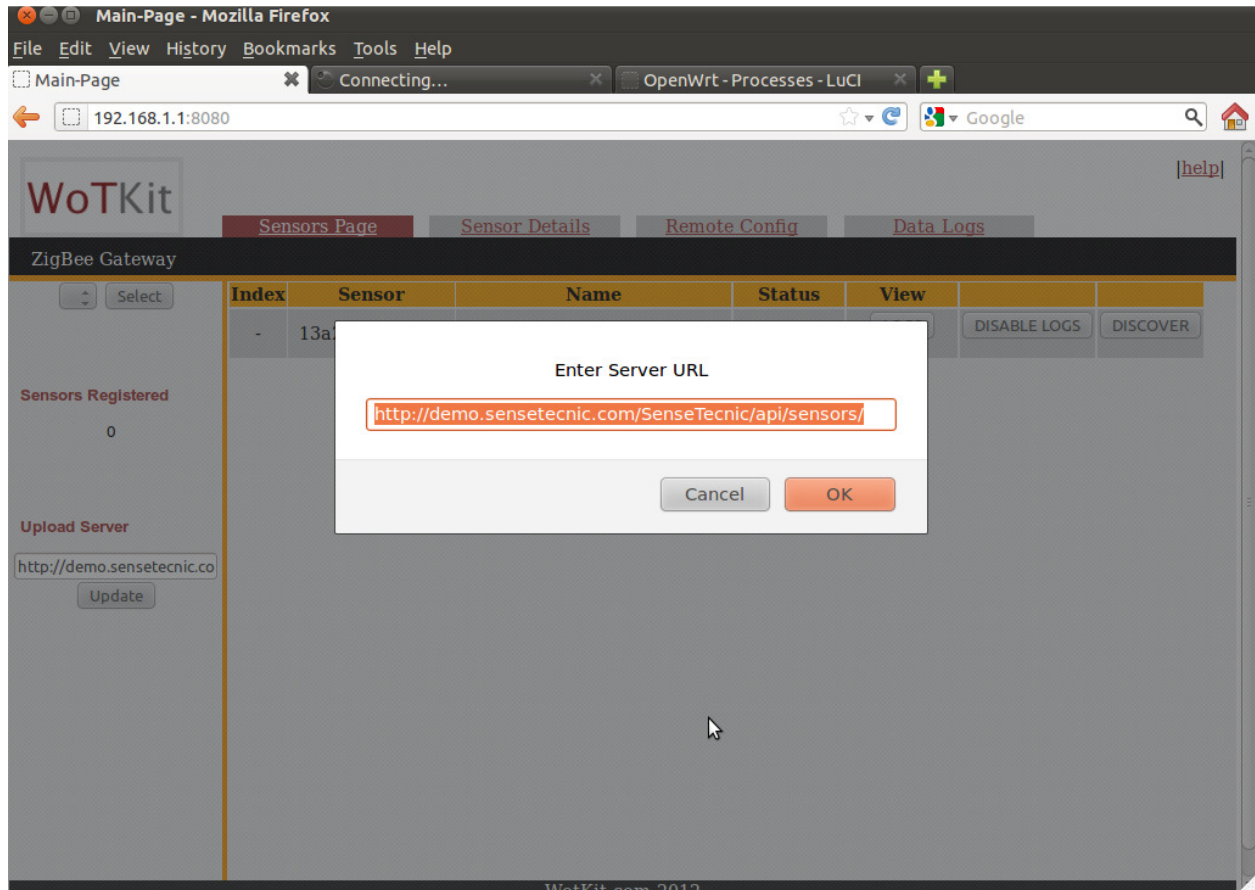 Main-Page - Mozilla Firefox
File Edit View History Bookmarks Tools Help
Main-Page Connecting... OpenWrt - Processes - LuCI
192.168.1.1:8080 Google
|help|
WoTKit
Sensors Page Sensor Details Remote Config Data Logs
ZigBee Gateway
Select
Index Sensor Name Status View
- DISABLE LOGS DISCOVER
Enter Server URL
http://demo.sensetecnic.com/SenseTecnic/api/sensors/
Cancel OK
Sensors Registered
0
Upload Server
http://demo.sensetecnic.co
Update
WotKit.com 2012